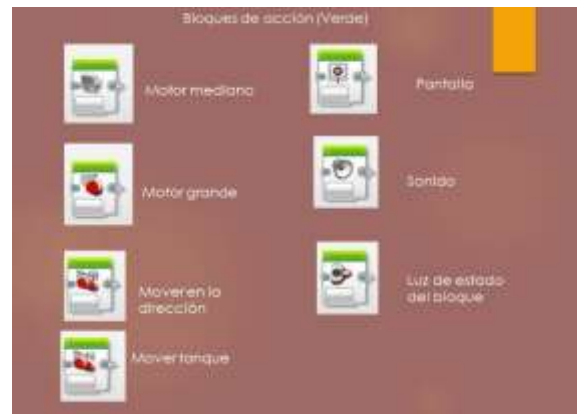 Bloques de acción (Verde)
Motor mediano
Motor grande
Mover en la
dirección
Mover tanque
Pantalla
Sonido
Luz de estado
del bloque